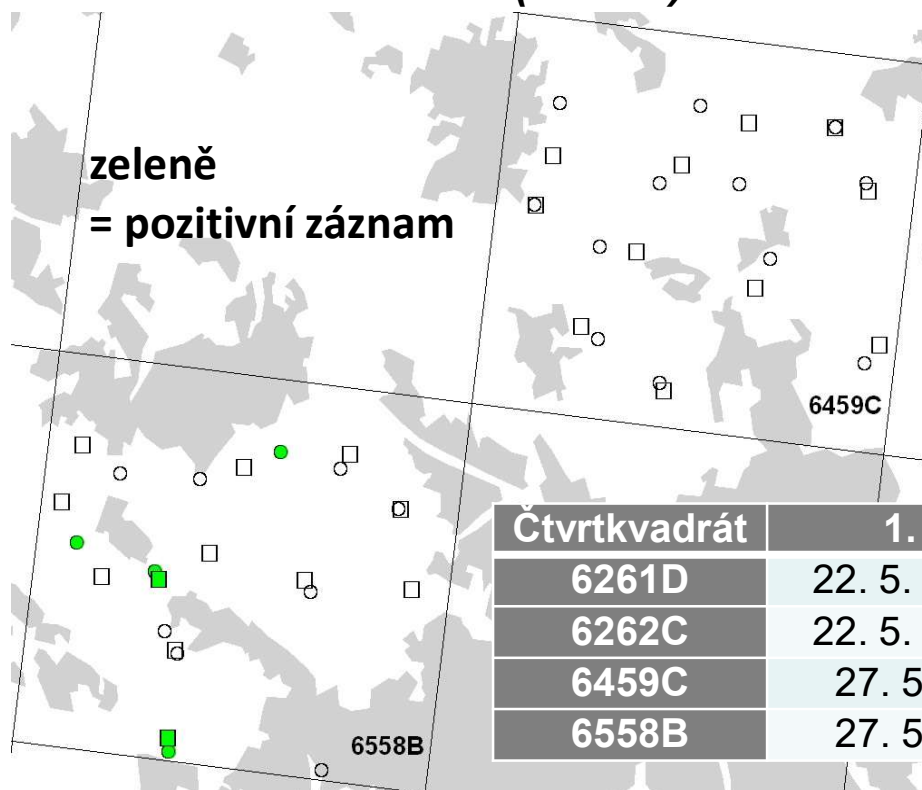 zeleně
= pozitivní záznam
6459C
6558B
Čtvrtkvadrát 1.
6261D 22. 5.
6262C 22. 5.
6459C 27. 5
6558B 27. 5